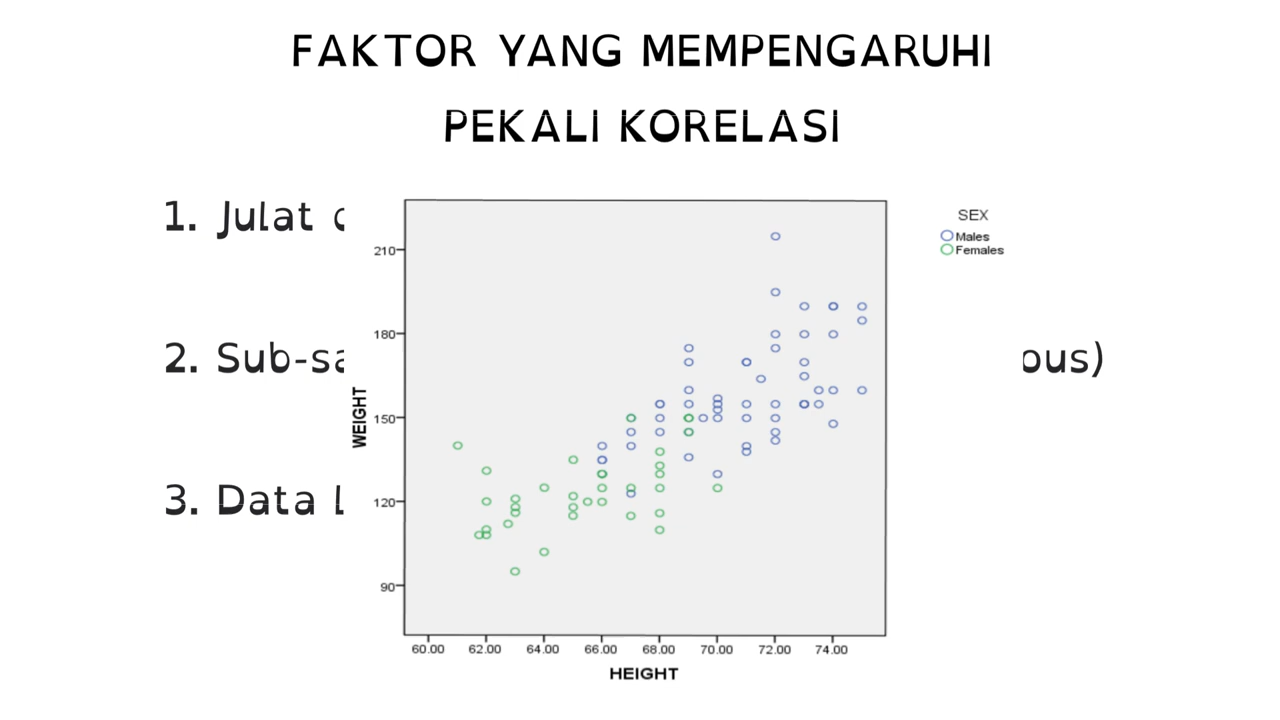 FAKTOR YANG MEMPENGARUHI
PEKALI KORELASI
1. Julat
2. Sub-sa
ous)
3. Data
SEX
Males
Females
210
180
150
120
90
WEIGHT
60.00 62.00 64.00 66.00 68.00 70.00 72.00 74.00
HEIGHT